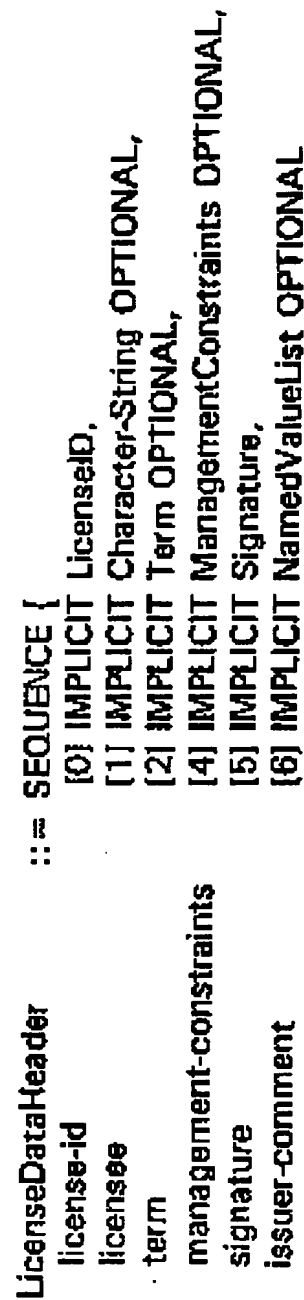 LicenseDataHeader ::= SEQUENCE {
license-id [0] IMPLICIT LicenseID,
licensee [1] IMPLICIT Character-String OPTIONAL,
term [2] IMPLICIT Term OPTIONAL,
management-constraints [4] IMPLICIT ManagementConstraints OPTIONAL,
signature [5] IMPLICIT Signature,
issuer-comment [6] IMPLICIT NamedValueList OPTIONAL